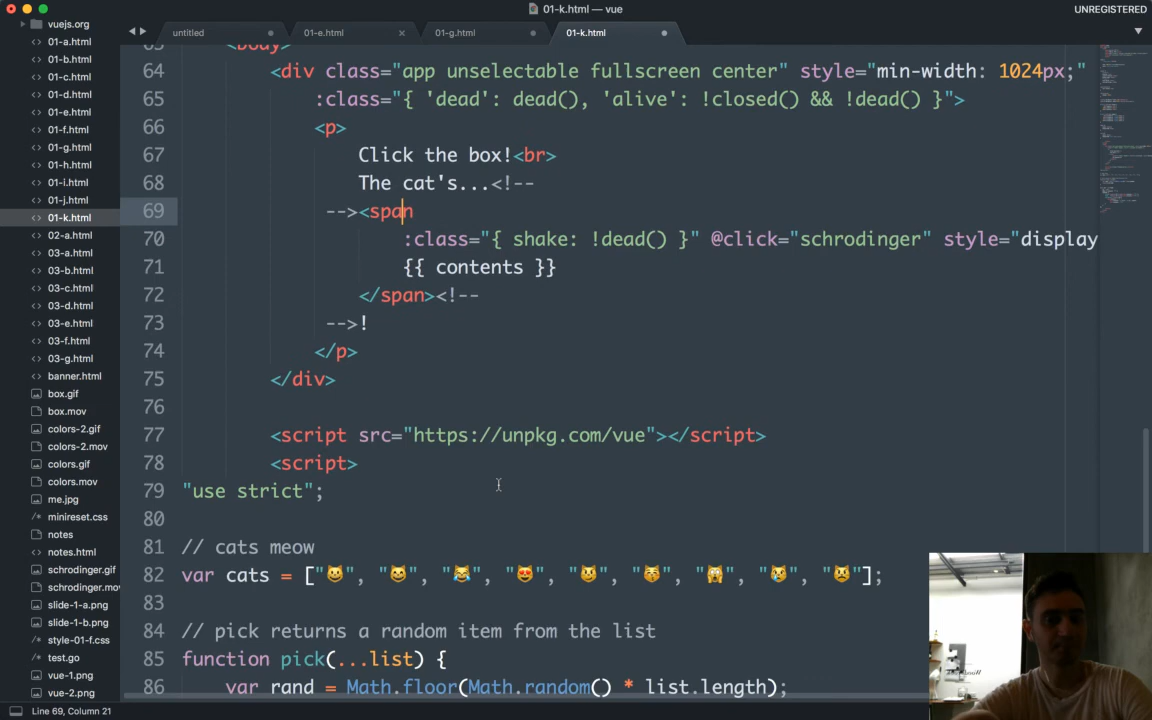 01-k.html — vue
UNREGISTERED
untitled
01-e.html
01-g.html
01-k.html
vuejs.org
01-a.html
01-b.html
01-c.html
01-d.html
01-e.html
01-f.html
01-g.html
01-h.html
01-i.html
01-j.html
01-k.html
02-a.html
03-a.html
03-b.html
03-c.html
03-d.html
03-e.html
03-f.html
03-g.html
banner.html
box.gif
box.mov
colors-2.gif
colors-2.mov
colors.gif
colors.mov
me.jpg
minireset.css
notes
notes.html
schrodinger.gif
schrodinger.mov
slide-1-a.png
slide-1-b.png
style-01-f.css
test.go
vue-1.png
vue-2.png
63 <body>
64 <div class="app unselectable fullscreen center" style="min-width: 1024px;"
65 :class="{ 'dead': dead(), 'alive': !closed() && !dead() }">
66 <p>
67 Click the box!<br>
68 The cat's...<!--
69 --><span
70 :class="{ shake: !dead() }" @click="schrodinger" style="display
71 {{ contents }}
72 </span><!--
73 -->!
74 </p>
75 </div>
76
77 <script src="https://unpkg.com/vue"></script>
78 <script>
79 "use strict";
80
81 // cats meow
82 var cats = ["😺", "😸", "😹", "😻", "😼", "😽", "🙀", "😿", "😾"];
83
84 // pick returns a random item from the list
85 function pick(...list) {
86 var rand = Math.floor(Math.random() * list.length);
Line 69, Column 21